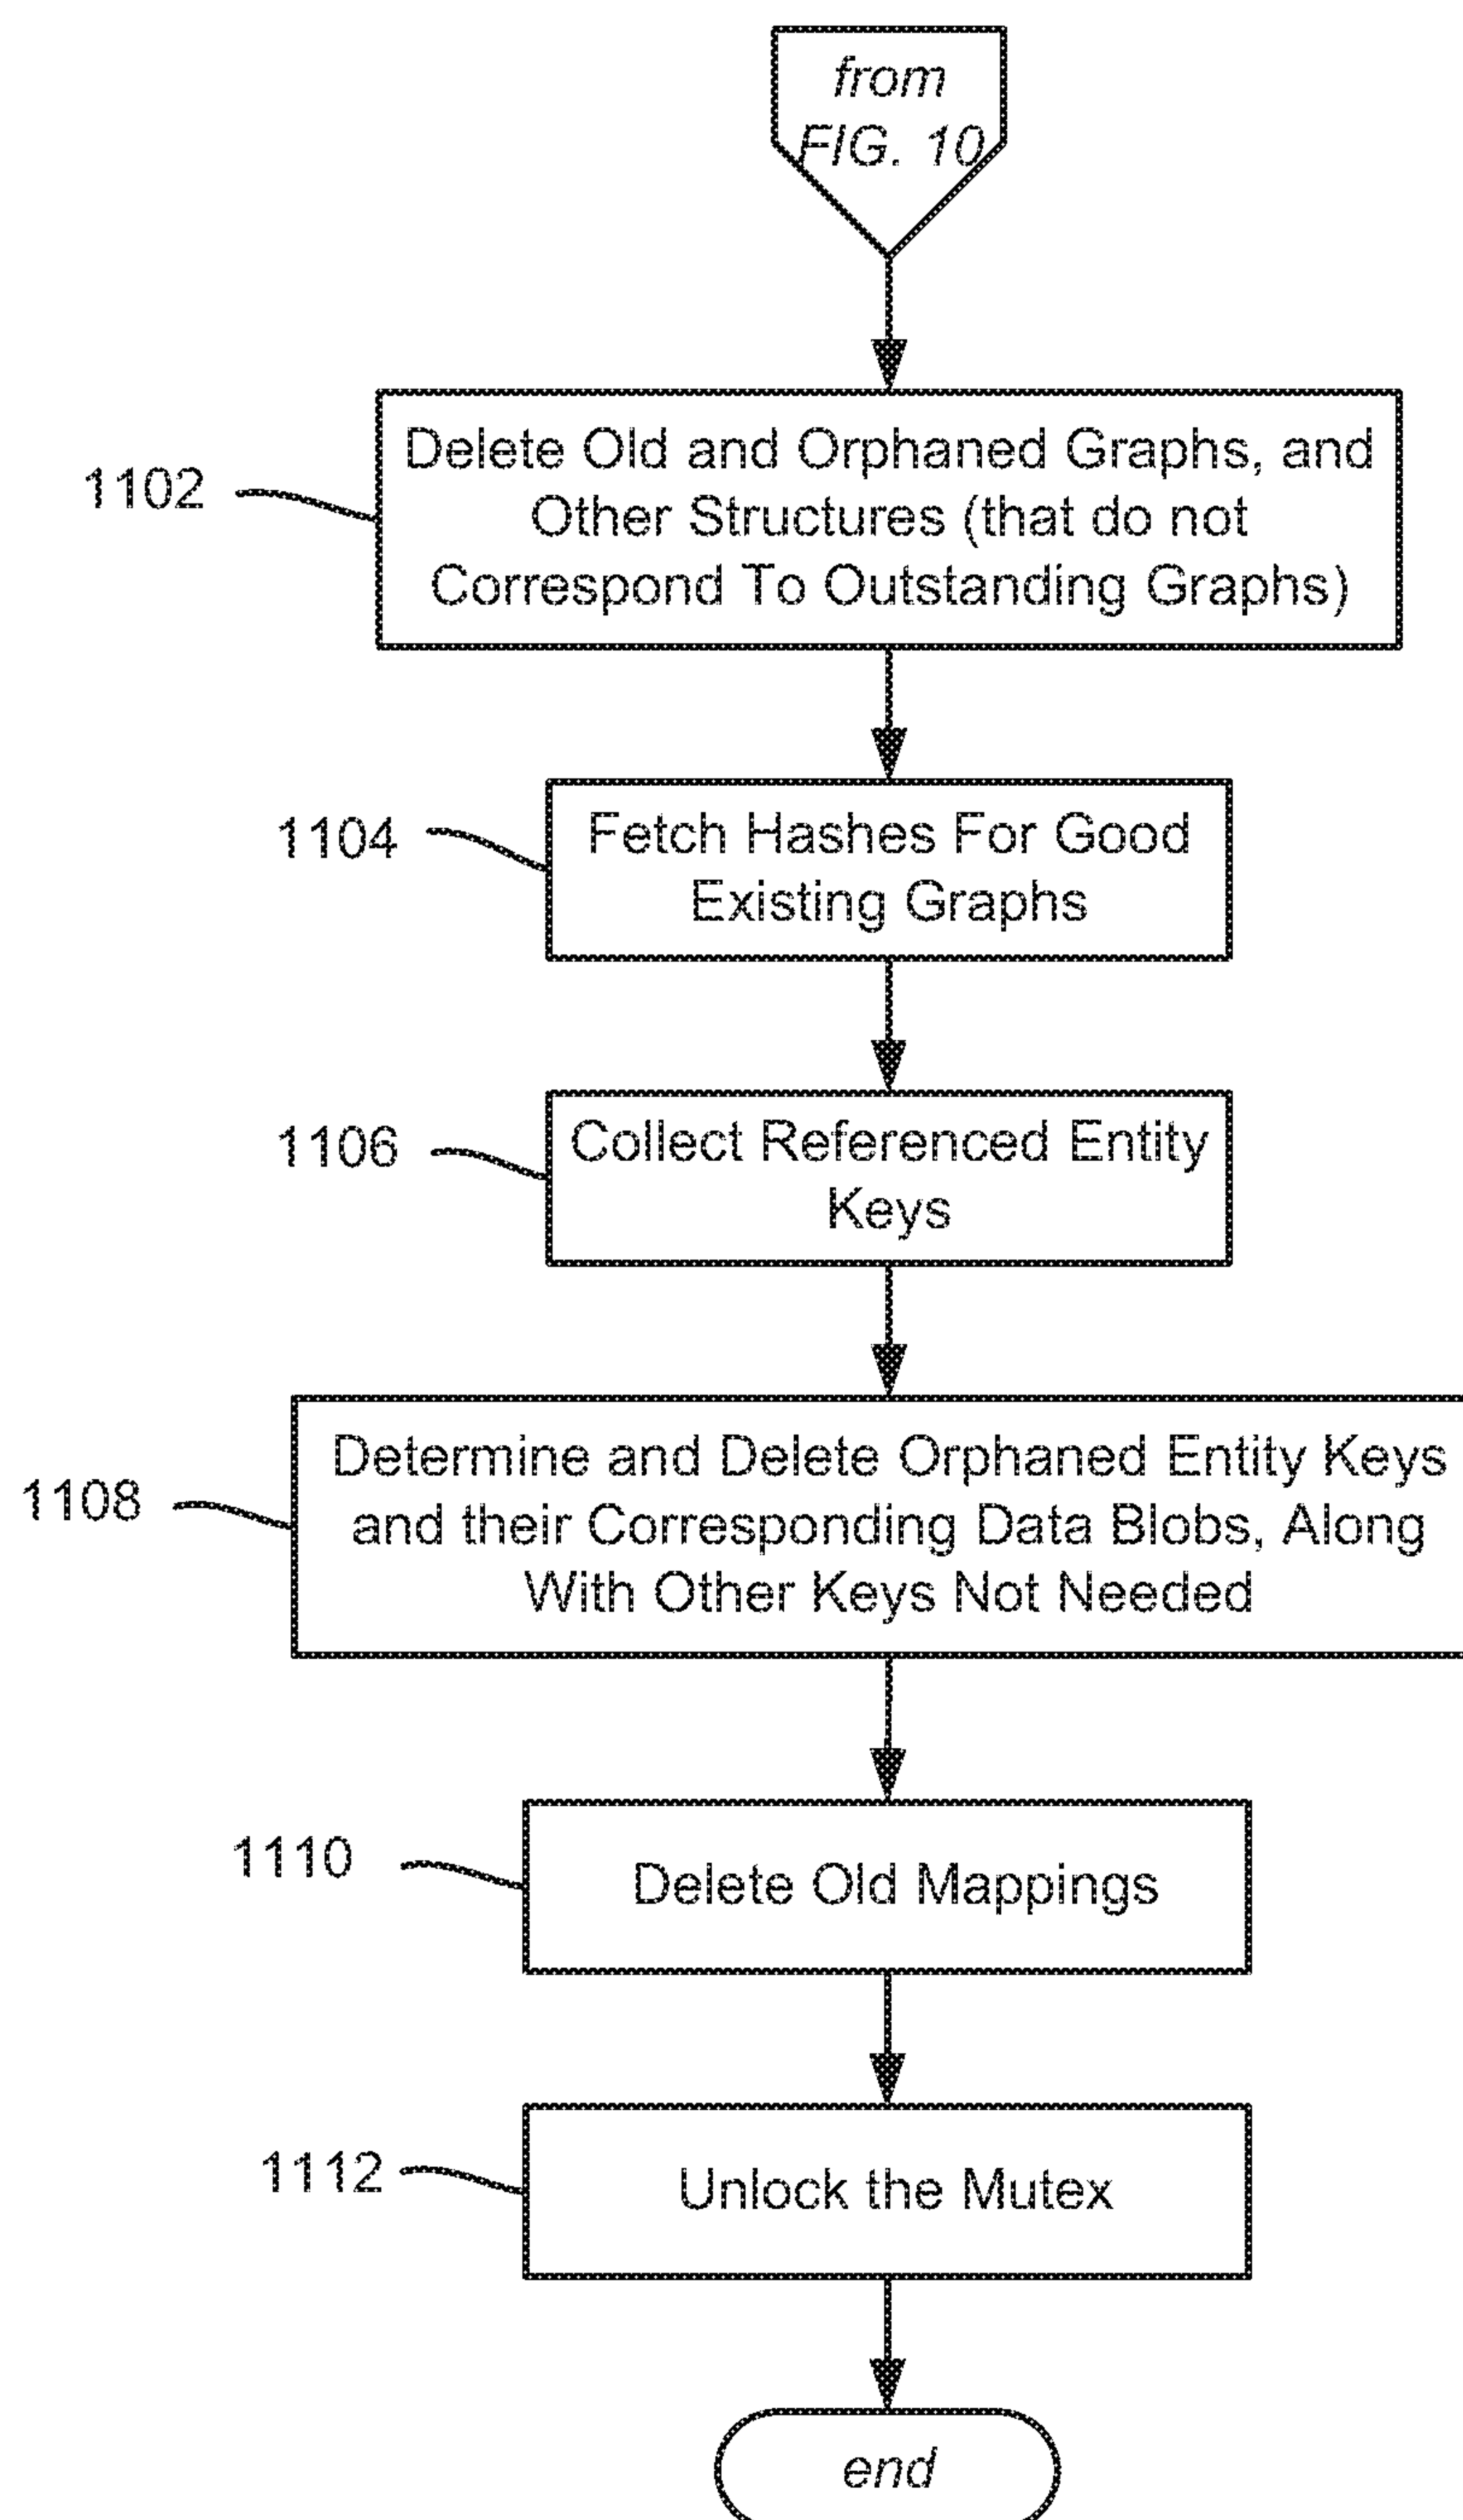 from
FIG. 10
1102
Delete Old and Orphaned Graphs, and
Other Structures (that do not
Correspond To Outstanding Graphs)
1104
Fetch Hashes For Good
Existing Graphs
1106
Collect Referenced Entity
Keys
1108
Determine and Delete Orphaned Entity Keys
and their Corresponding Data Blobs, Along
With Other Keys Not Needed
1110
Delete Old Mappings
1112
Unlock the Mutex
end